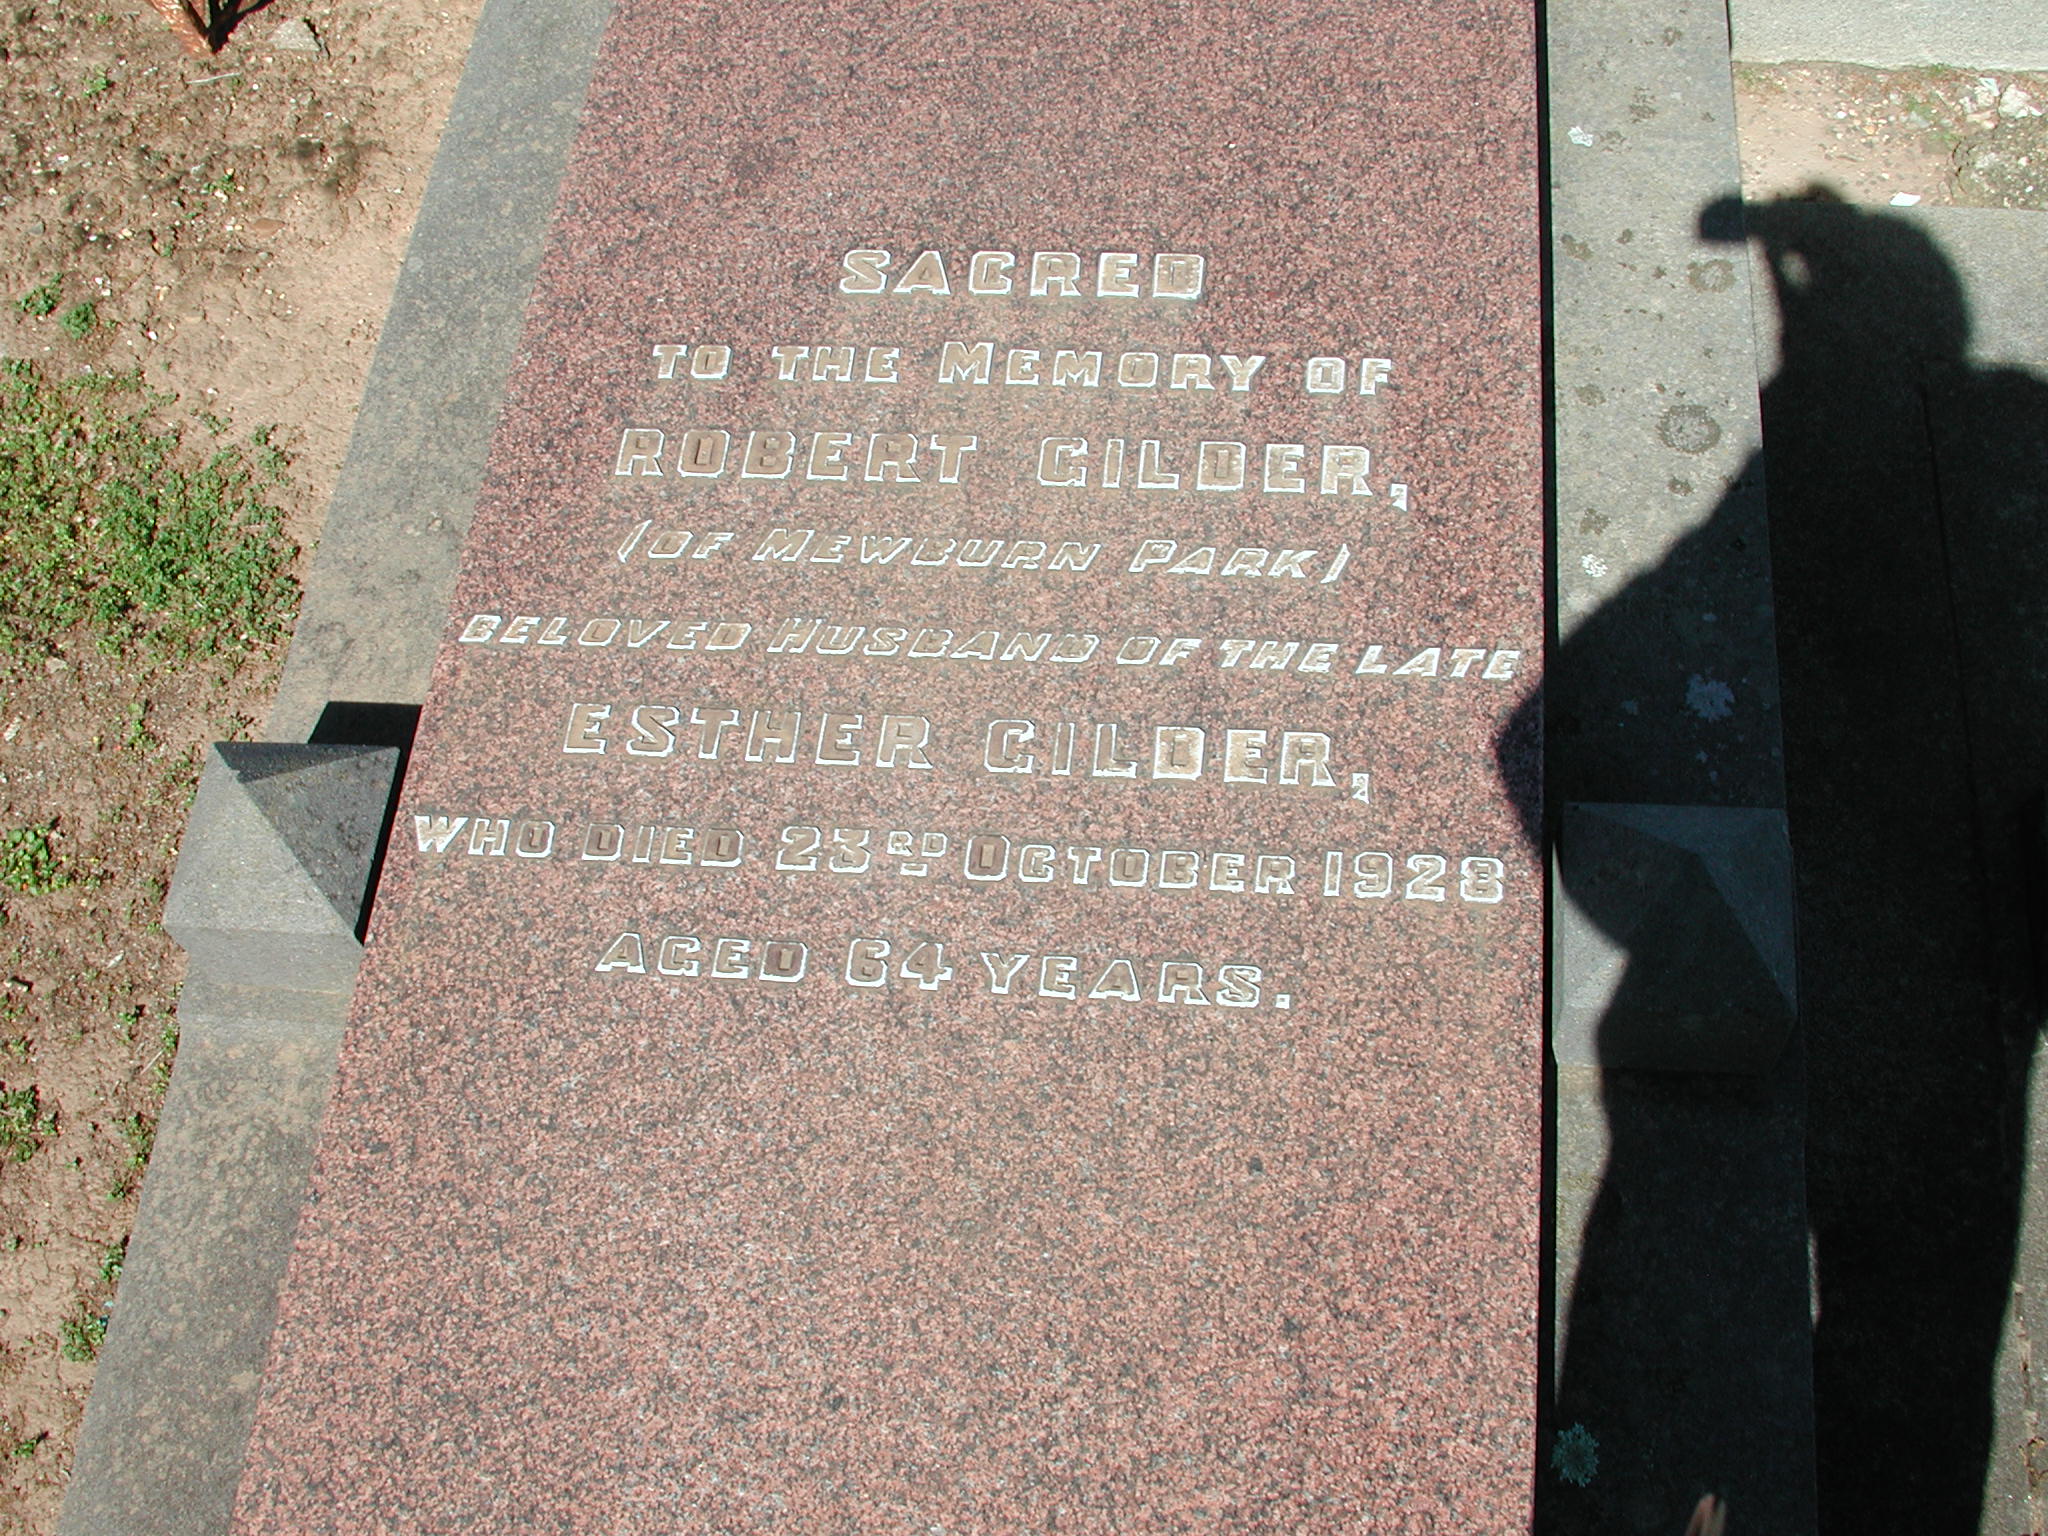 SACRED
TO THE MEMORY OF
ROBERT GILDER,
(OF MEWBURN PARK)
BELOVED HUSBAND OF THE LATE
ESTHER GILDER,
WHO DIED 23RD OCTOBER 1928
AGED 64 YEARS.